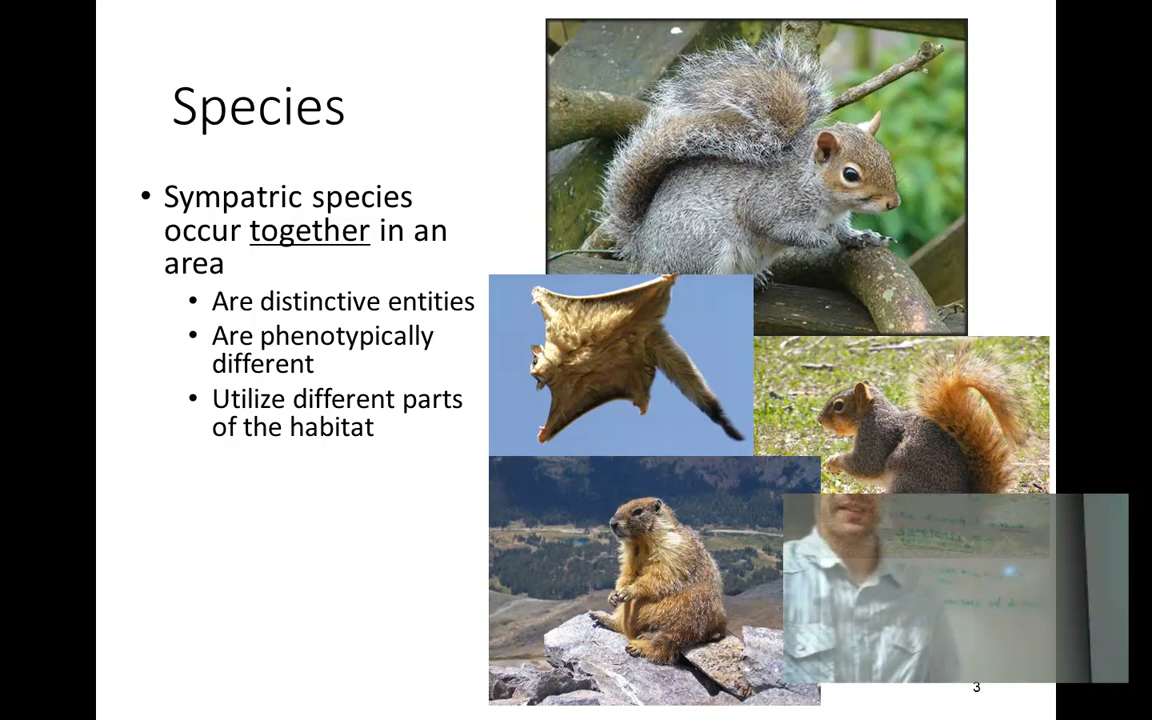 Species
• Sympatric species
occur together in an
area
• Are distinctive entities
• Are phenotypically
different
• Utilize different parts
of the habitat
3